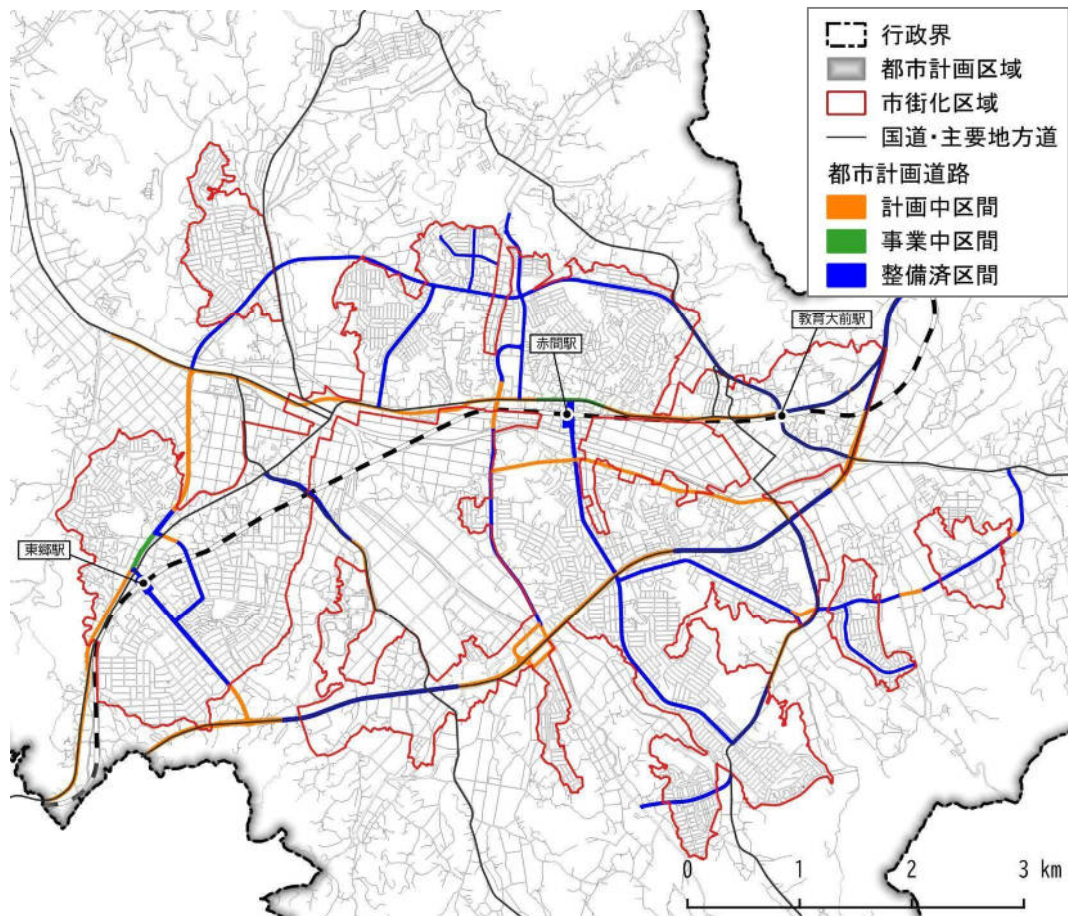 行政界
都市計画区域
市街化区域
国道・主要地方道
都市計画道路
計画中区間
事業中区間
整備済区間
教育大前駅
赤間駅
東郷駅
0 1 2 3 km